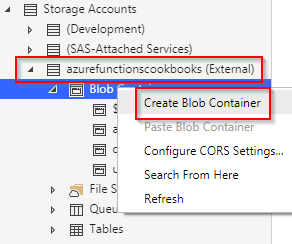 Storage Accounts
(Development)
(SAS-Attached Services)
azurefunctionscookbooks (External)
Blob
Create Blob Container
Paste Blob Container
Configure CORS Settings...
Search From Here
Refresh
File S
Queu
Tables